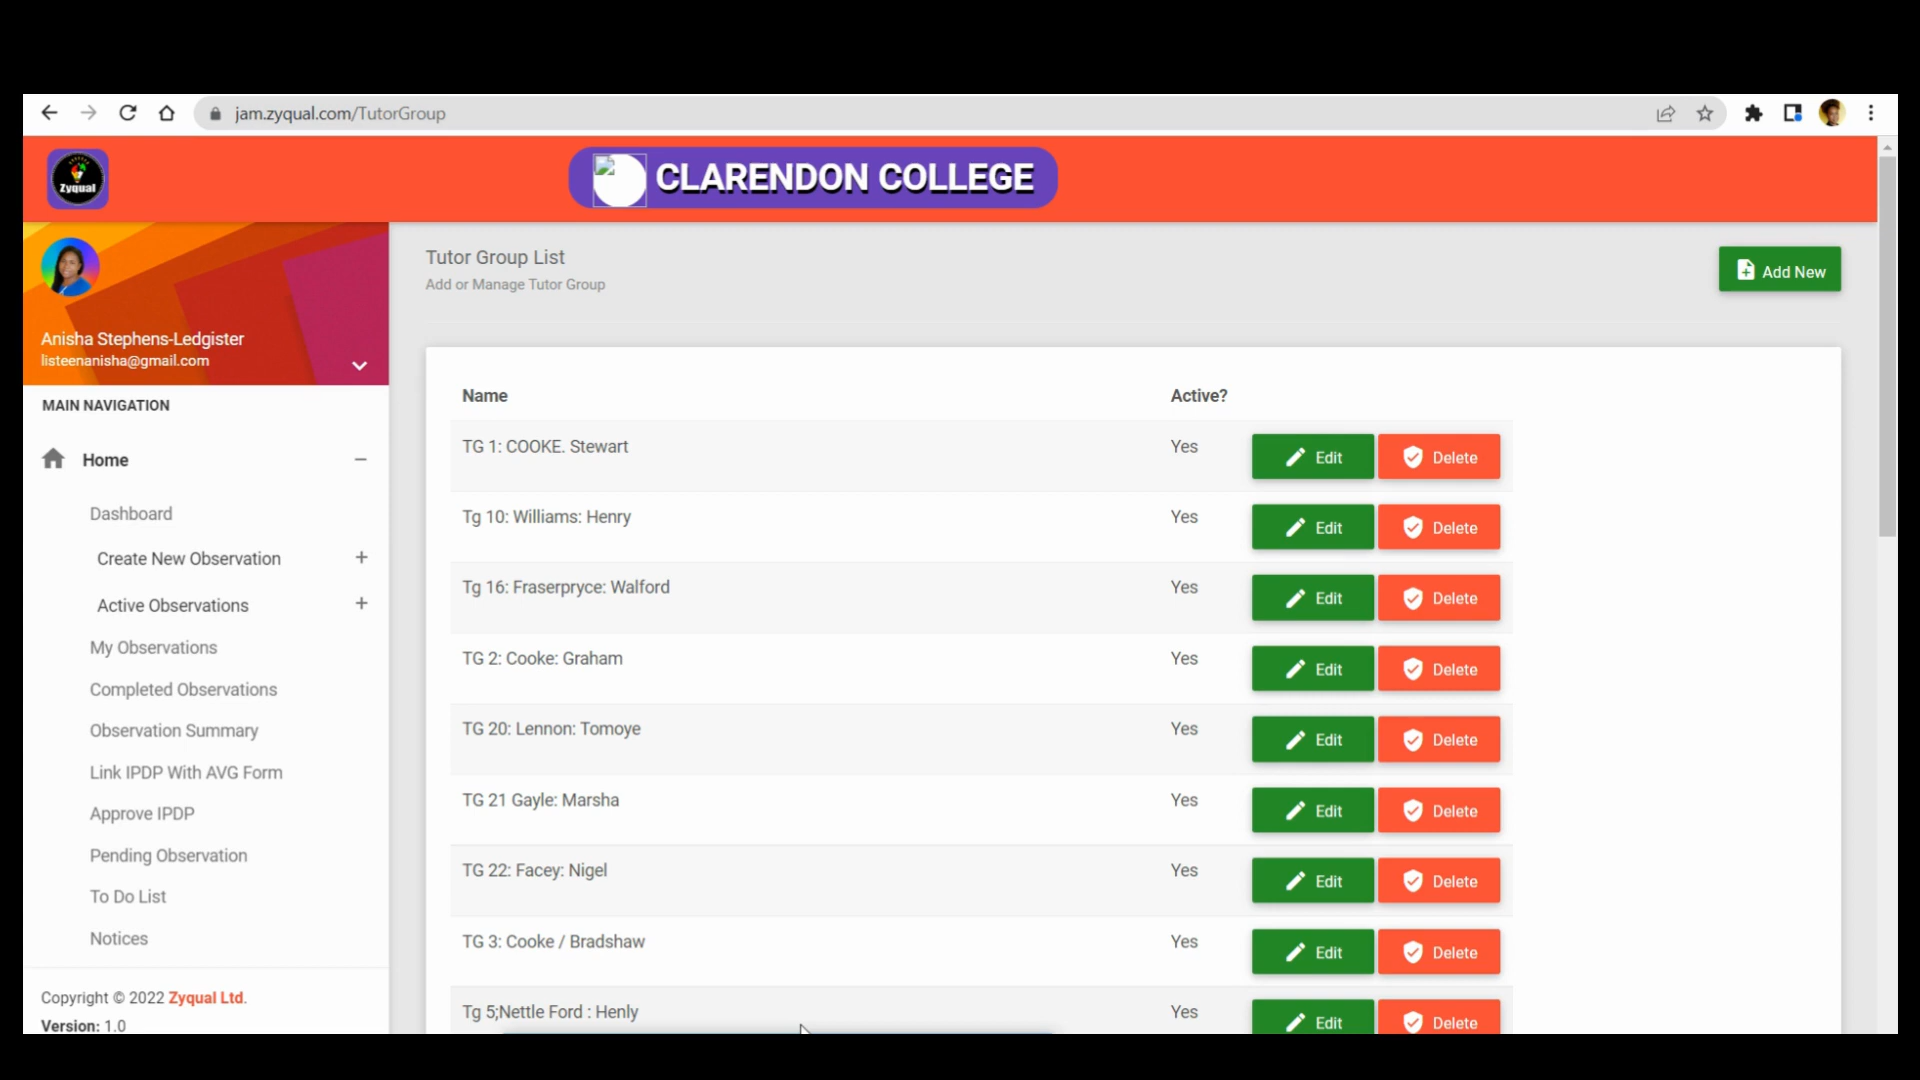 jam.zyqual.com/TutorGroup
Zyqual
CLARENDON COLLEGE
Anisha Stephens-Ledgister
listeenanisha@gmail.com
MAIN NAVIGATION
Home
Dashboard
Create New Observation
Active Observations
My Observations
Completed Observations
Observation Summary
Link IPDP With AVG Form
Approve IPDP
Pending Observation
To Do List
Notices
Copyright © 2022 Zyqual Ltd.
Version: 1.0
Tutor Group List
Add or Manage Tutor Group
Add New
Name Active?
TG 1: COOKE. Stewart Yes Edit Delete
Tg 10: Williams: Henry Yes Edit Delete
Tg 16: Fraserpryce: Walford Yes Edit Delete
TG 2: Cooke: Graham Yes Edit Delete
TG 20: Lennon: Tomoye Yes Edit Delete
TG 21 Gayle: Marsha Yes Edit Delete
TG 22: Facey: Nigel Yes Edit Delete
TG 3: Cooke / Bradshaw Yes Edit Delete
Tg 5;Nettle Ford : Henly Yes Edit Delete